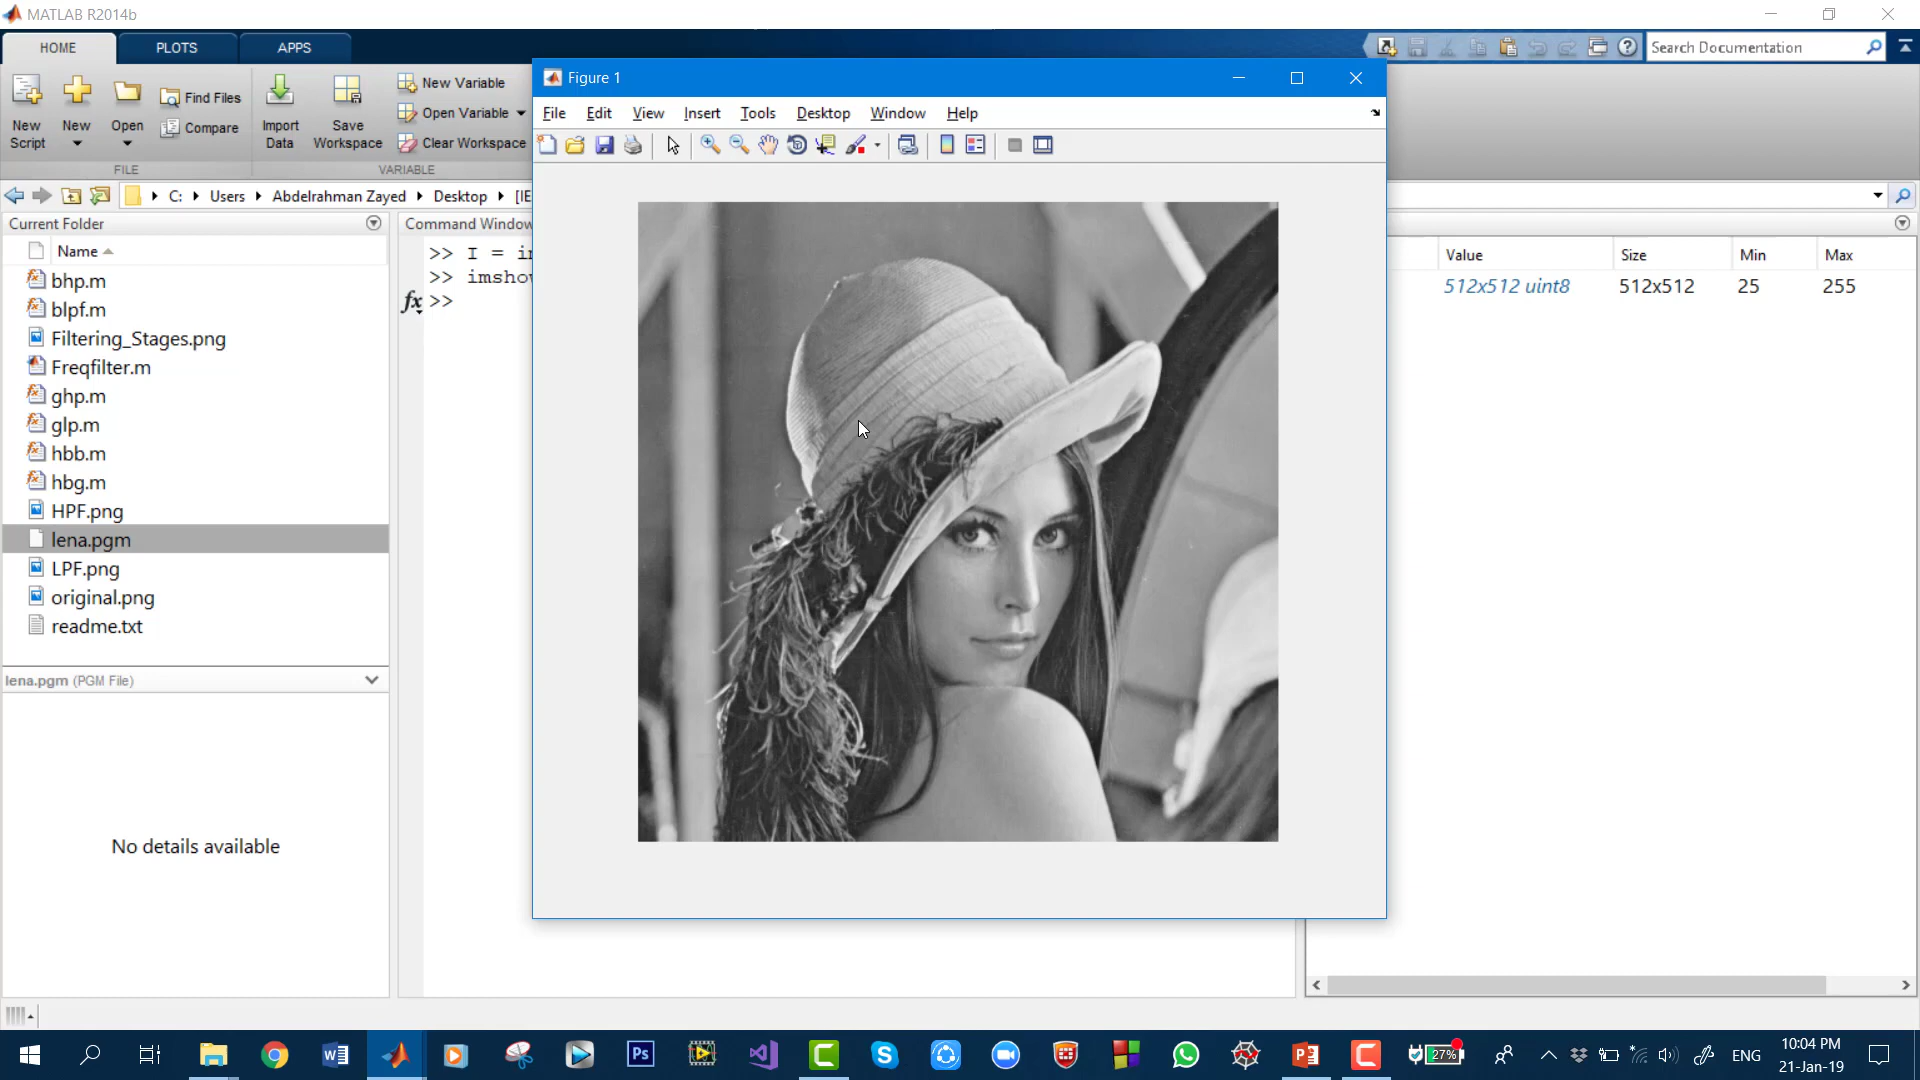 MATLAB R2014b
HOME PLOTS APPS
Search Documentation
New Script
New
Open
Find Files
Compare
Import Data
Save Workspace
New Variable
Open Variable
Clear Workspace
FILE
VARIABLE
C: Users Abdelrahman Zayed Desktop [IE
Current Folder
Name
bhp.m
blpf.m
Filtering_Stages.png
Freqfilter.m
ghp.m
glp.m
hbb.m
hbg.m
HPF.png
lena.pgm
LPF.png
original.png
readme.txt
lena.pgm (PGM File)
No details available
Command Window
>> I = i
>> imshow
fx >>
Figure 1
File Edit View Insert Tools Desktop Window Help
Value Size Min Max
512x512 uint8 512x512 25 255
Ps
27%
ENG
10:04 PM
21-Jan-19